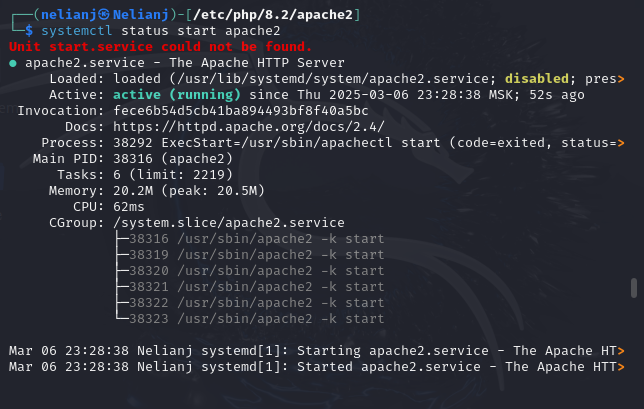 ┌──(nelianj㉿Nelianj)-[/etc/php/8.2/apache2]
└─$ systemctl status start apache2
Unit start.service could not be found.
● apache2.service - The Apache HTTP Server
     Loaded: loaded (/usr/lib/systemd/system/apache2.service; disabled; pres>
     Active: active (running) since Thu 2025-03-06 23:28:38 MSK; 52s ago
 Invocation: fece6b54d5cb41ba894493bf8f40a5bc
       Docs: https://httpd.apache.org/docs/2.4/
    Process: 38292 ExecStart=/usr/sbin/apachectl start (code=exited, status=>
   Main PID: 38316 (apache2)
      Tasks: 6 (limit: 2219)
     Memory: 20.2M (peak: 20.5M)
        CPU: 62ms
     CGroup: /system.slice/apache2.service
             ├─38316 /usr/sbin/apache2 -k start
             ├─38319 /usr/sbin/apache2 -k start
             ├─38320 /usr/sbin/apache2 -k start
             ├─38321 /usr/sbin/apache2 -k start
             ├─38322 /usr/sbin/apache2 -k start
             └─38323 /usr/sbin/apache2 -k start
Mar 06 23:28:38 Nelianj systemd[1]: Starting apache2.service - The Apache HT>
Mar 06 23:28:38 Nelianj systemd[1]: Started apache2.service - The Apache HTT>